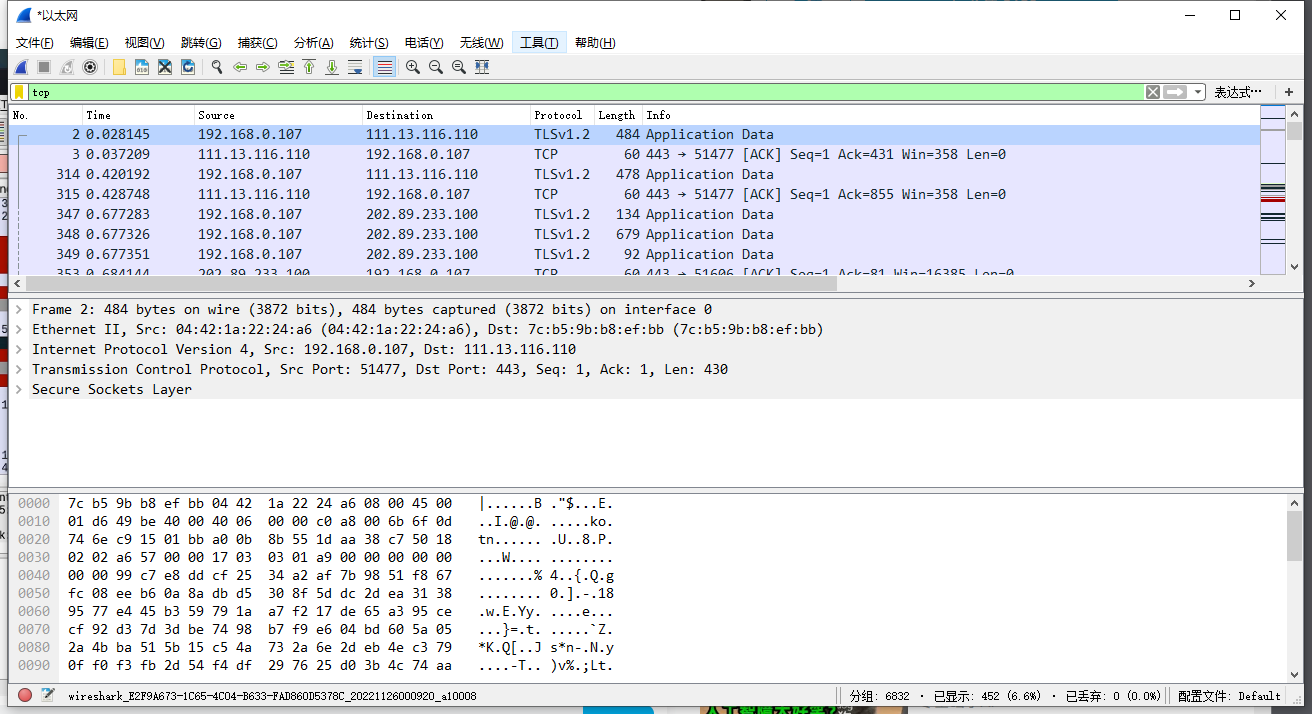 *以太网
文件(F) 编辑(E) 视图(V) 跳转(G) 捕获(C) 分析(A) 统计(S) 电话(Y) 无线(W) 工具(T) 帮助(H)
tcp 表达式… +
No. Time Source Destination Protocol Length Info
2 0.028145 192.168.0.107 111.13.116.110 TLSv1.2 484 Application Data
3 0.037209 111.13.116.110 192.168.0.107 TCP 60 443 → 51477 [ACK] Seq=1 Ack=431 Win=358 Len=0
314 0.420192 192.168.0.107 111.13.116.110 TLSv1.2 478 Application Data
315 0.428748 111.13.116.110 192.168.0.107 TCP 60 443 → 51477 [ACK] Seq=1 Ack=855 Win=358 Len=0
347 0.677283 192.168.0.107 202.89.233.100 TLSv1.2 134 Application Data
348 0.677326 192.168.0.107 202.89.233.100 TLSv1.2 679 Application Data
349 0.677351 192.168.0.107 202.89.233.100 TLSv1.2 92 Application Data
353 0.684144 202.89.233.100 192.168.0.107 TCP 60 443 → 51606 [ACK] Seq=1 Ack=81 Win=16385 Len=0
Frame 2: 484 bytes on wire (3872 bits), 484 bytes captured (3872 bits) on interface 0
Ethernet II, Src: 04:42:1a:22:24:a6 (04:42:1a:22:24:a6), Dst: 7c:b5:9b:b8:ef:bb (7c:b5:9b:b8:ef:bb)
Internet Protocol Version 4, Src: 192.168.0.107, Dst: 111.13.116.110
Transmission Control Protocol, Src Port: 51477, Dst Port: 443, Seq: 1, Ack: 1, Len: 430
Secure Sockets Layer
0000 7c b5 9b b8 ef bb 04 42 1a 22 24 a6 08 00 45 00 |......B ."$...E.
0010 01 d6 49 be 40 00 40 06 00 00 c0 a8 00 6b 6f 0d ..I.@.@. .....ko.
0020 74 6e c9 15 01 bb a0 0b 8b 55 1d aa 38 c7 50 18 tn...... .U..8.P.
0030 02 02 a6 57 00 00 17 03 03 01 a9 00 00 00 00 00 ...W.... ........
0040 00 00 99 c7 e8 dd cf 25 34 a2 af 7b 98 51 f8 67 .......% 4..{.Q.g
0050 fc 08 ee b6 0a 8a db d5 30 8f 5d dc 2d ea 31 38 ........ 0.].-.18
0060 95 77 e4 45 b3 59 79 1a a7 f2 17 de 65 a3 95 ce .w.E.Yy. ....e...
0070 cf 92 d3 7d 3d be 74 98 b7 f9 e6 04 bd 60 5a 05 ...}=.t. .....`Z.
0080 2a 4b ba 51 5b 15 c5 4a 73 2a 6e 2d eb 4e c3 79 *K.Q[..J s*n-.N.y
0090 0f f0 f3 fb 2d 54 f4 df 29 76 25 d0 3b 4c 74 aa ....-T.. )v%.;Lt.
wireshark_E2F9A673-1C65-4C04-B633-FAD860D5378C_20221126000920_a10008 分组: 6832 · 已显示: 452 (6.6%) · 已丢弃: 0 (0.0%) 配置文件: Default